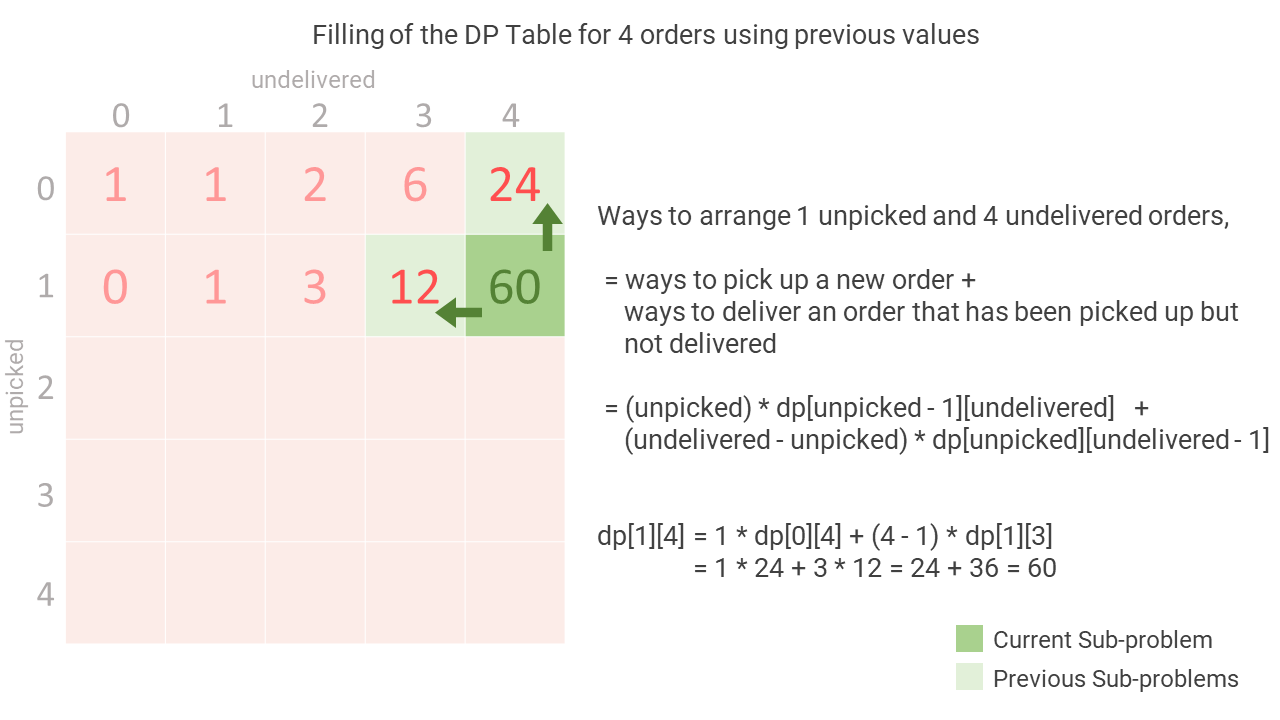 Filling of the DP Table for 4 orders using previous values
undelivered
0 1 2 3 4
0 1 1 2 6 24
1 0 1 3 12 60
2
3
4
unpicked
Ways to arrange 1 unpicked and 4 undelivered orders,
= ways to pick up a new order +
ways to deliver an order that has been picked up but
not delivered
= (unpicked) * dp[unpicked - 1][undelivered] +
(undelivered - unpicked) * dp[unpicked][undelivered - 1]
dp[1][4] = 1 * dp[0][4] + (4 - 1) * dp[1][3]
= 1 * 24 + 3 * 12 = 24 + 36 = 60
Current Sub-problem
Previous Sub-problems